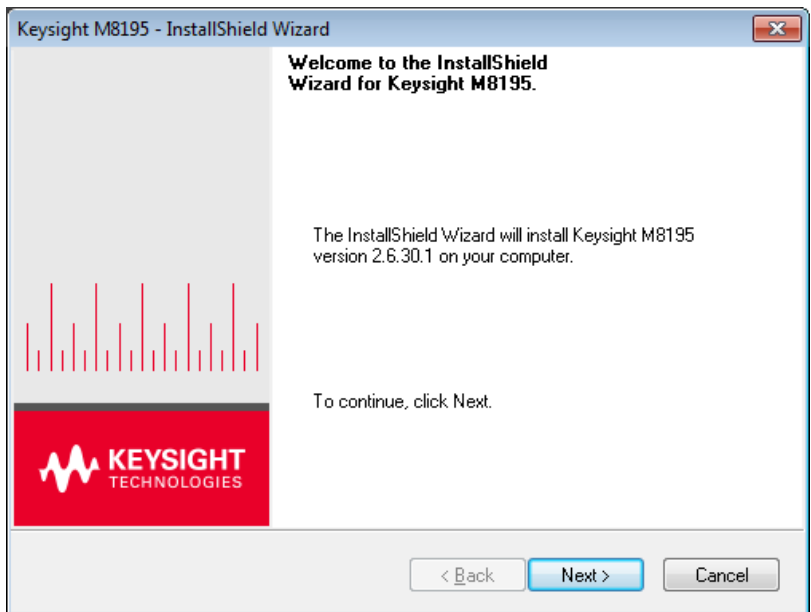 Keysight M8195 - InstallShield Wizard
Welcome to the InstallShield
Wizard for Keysight M8195.
The InstallShield Wizard will install Keysight M8195
version 2.6.30.1 on your computer.
To continue, click Next.
KEYSIGHT
TECHNOLOGIES
< Back
Next >
Cancel